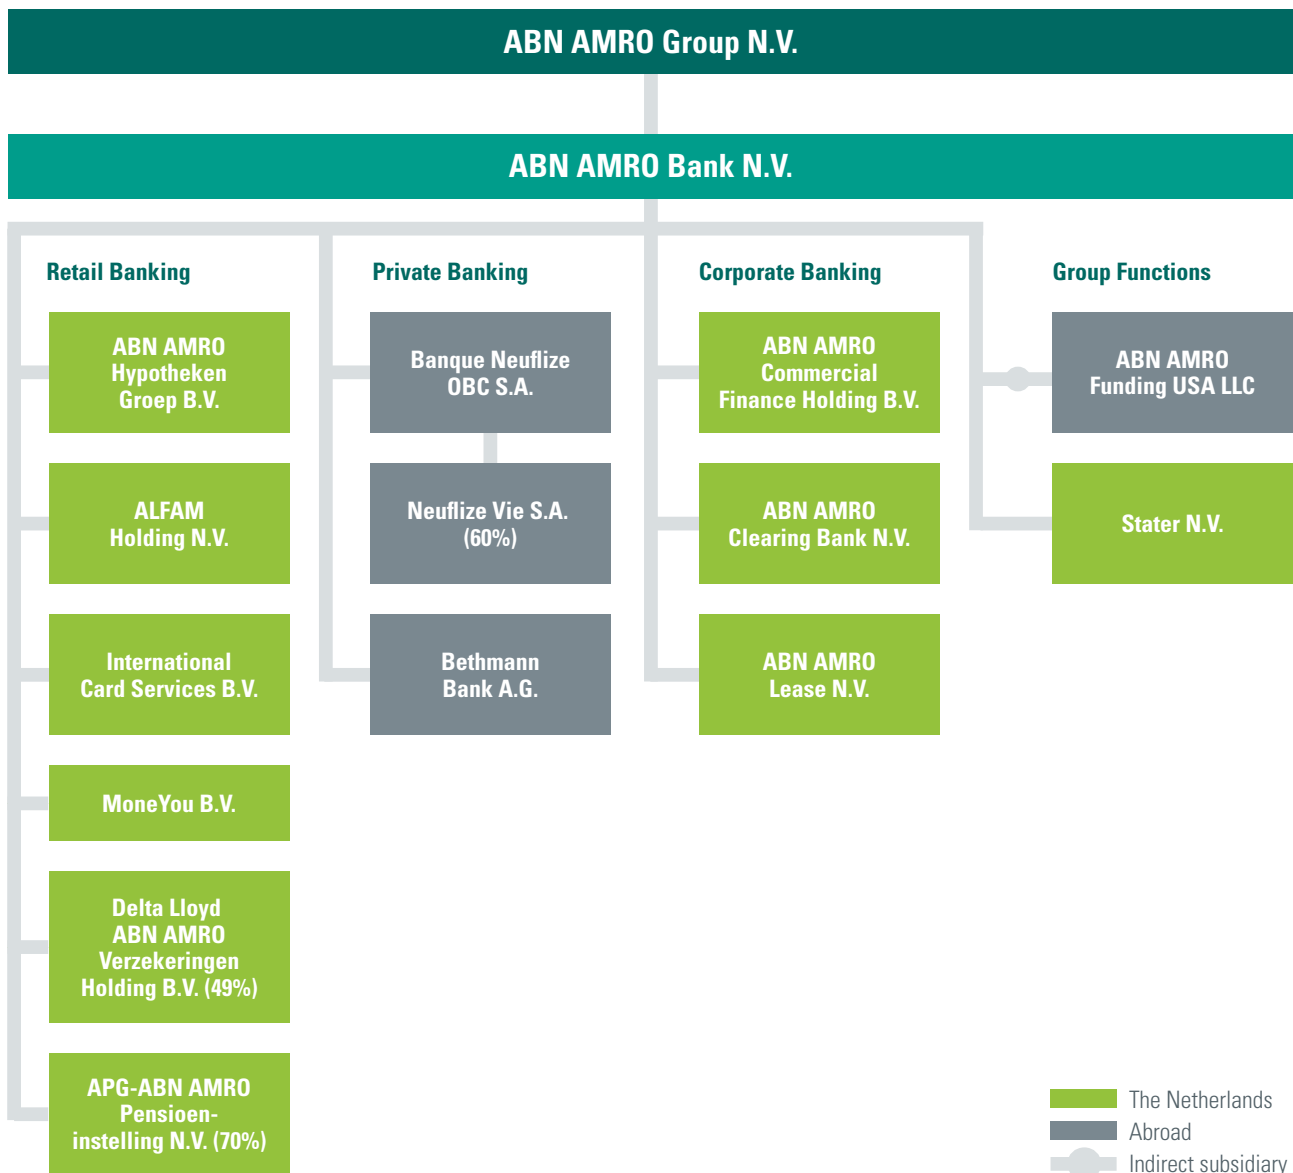 ABN AMRO Group N.V.
ABN AMRO Bank N.V.
Retail Banking
ABN AMRO
Hypotheken
Groep B.V.
ALFAM
Holding N.V.
International
Card Services B.V.
MoneYou B.V.
Delta Lloyd
ABN AMRO
Verzekeringen
Holding B.V. (49%)
APG-ABN AMRO
Pensioen-
instelling N.V. (70%)
Private Banking
Banque Neuflize
OBC S.A.
Neuflize Vie S.A.
(60%)
Bethmann
Bank A.G.
Corporate Banking
ABN AMRO
Commercial
Finance Holding B.V.
ABN AMRO
Clearing Bank N.V.
ABN AMRO
Lease N.V.
Group Functions
ABN AMRO
Funding USA LLC
Stater N.V.
The Netherlands
Abroad
Indirect subsidiary